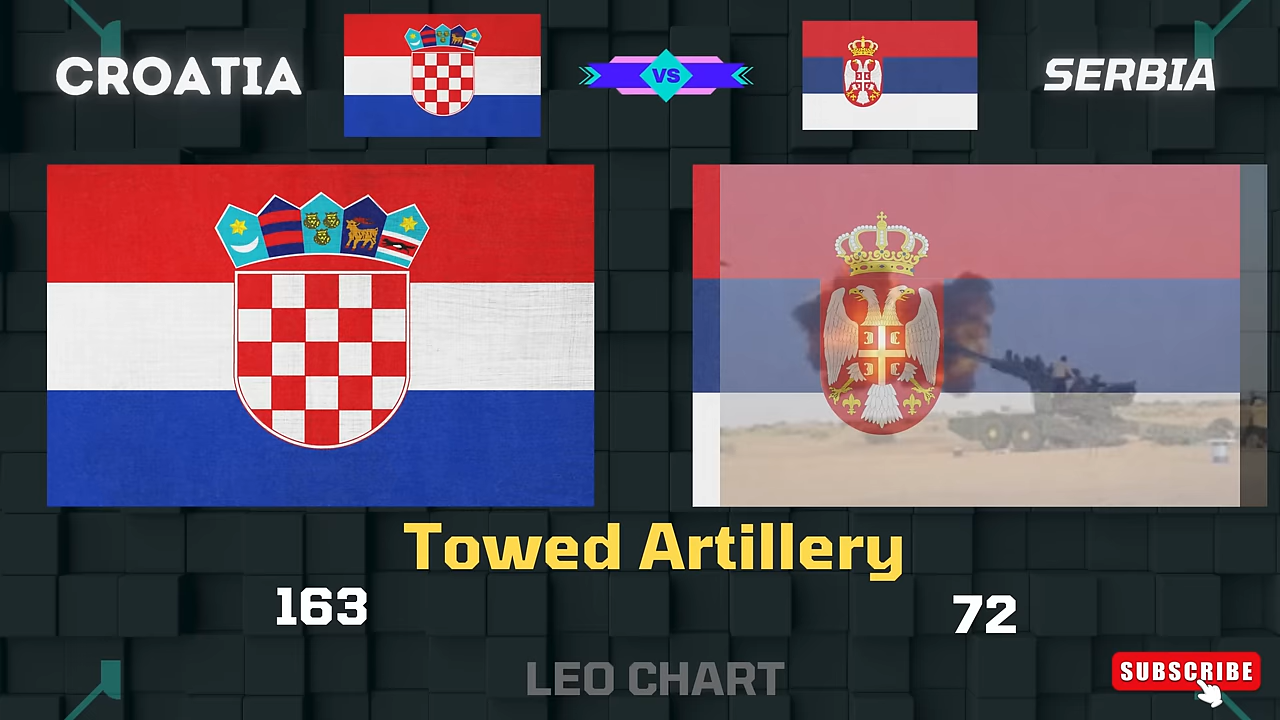 CROATIA
VS
SERBIA
Towed Artillery
163
72
LEO CHART
SUBSCRIBE